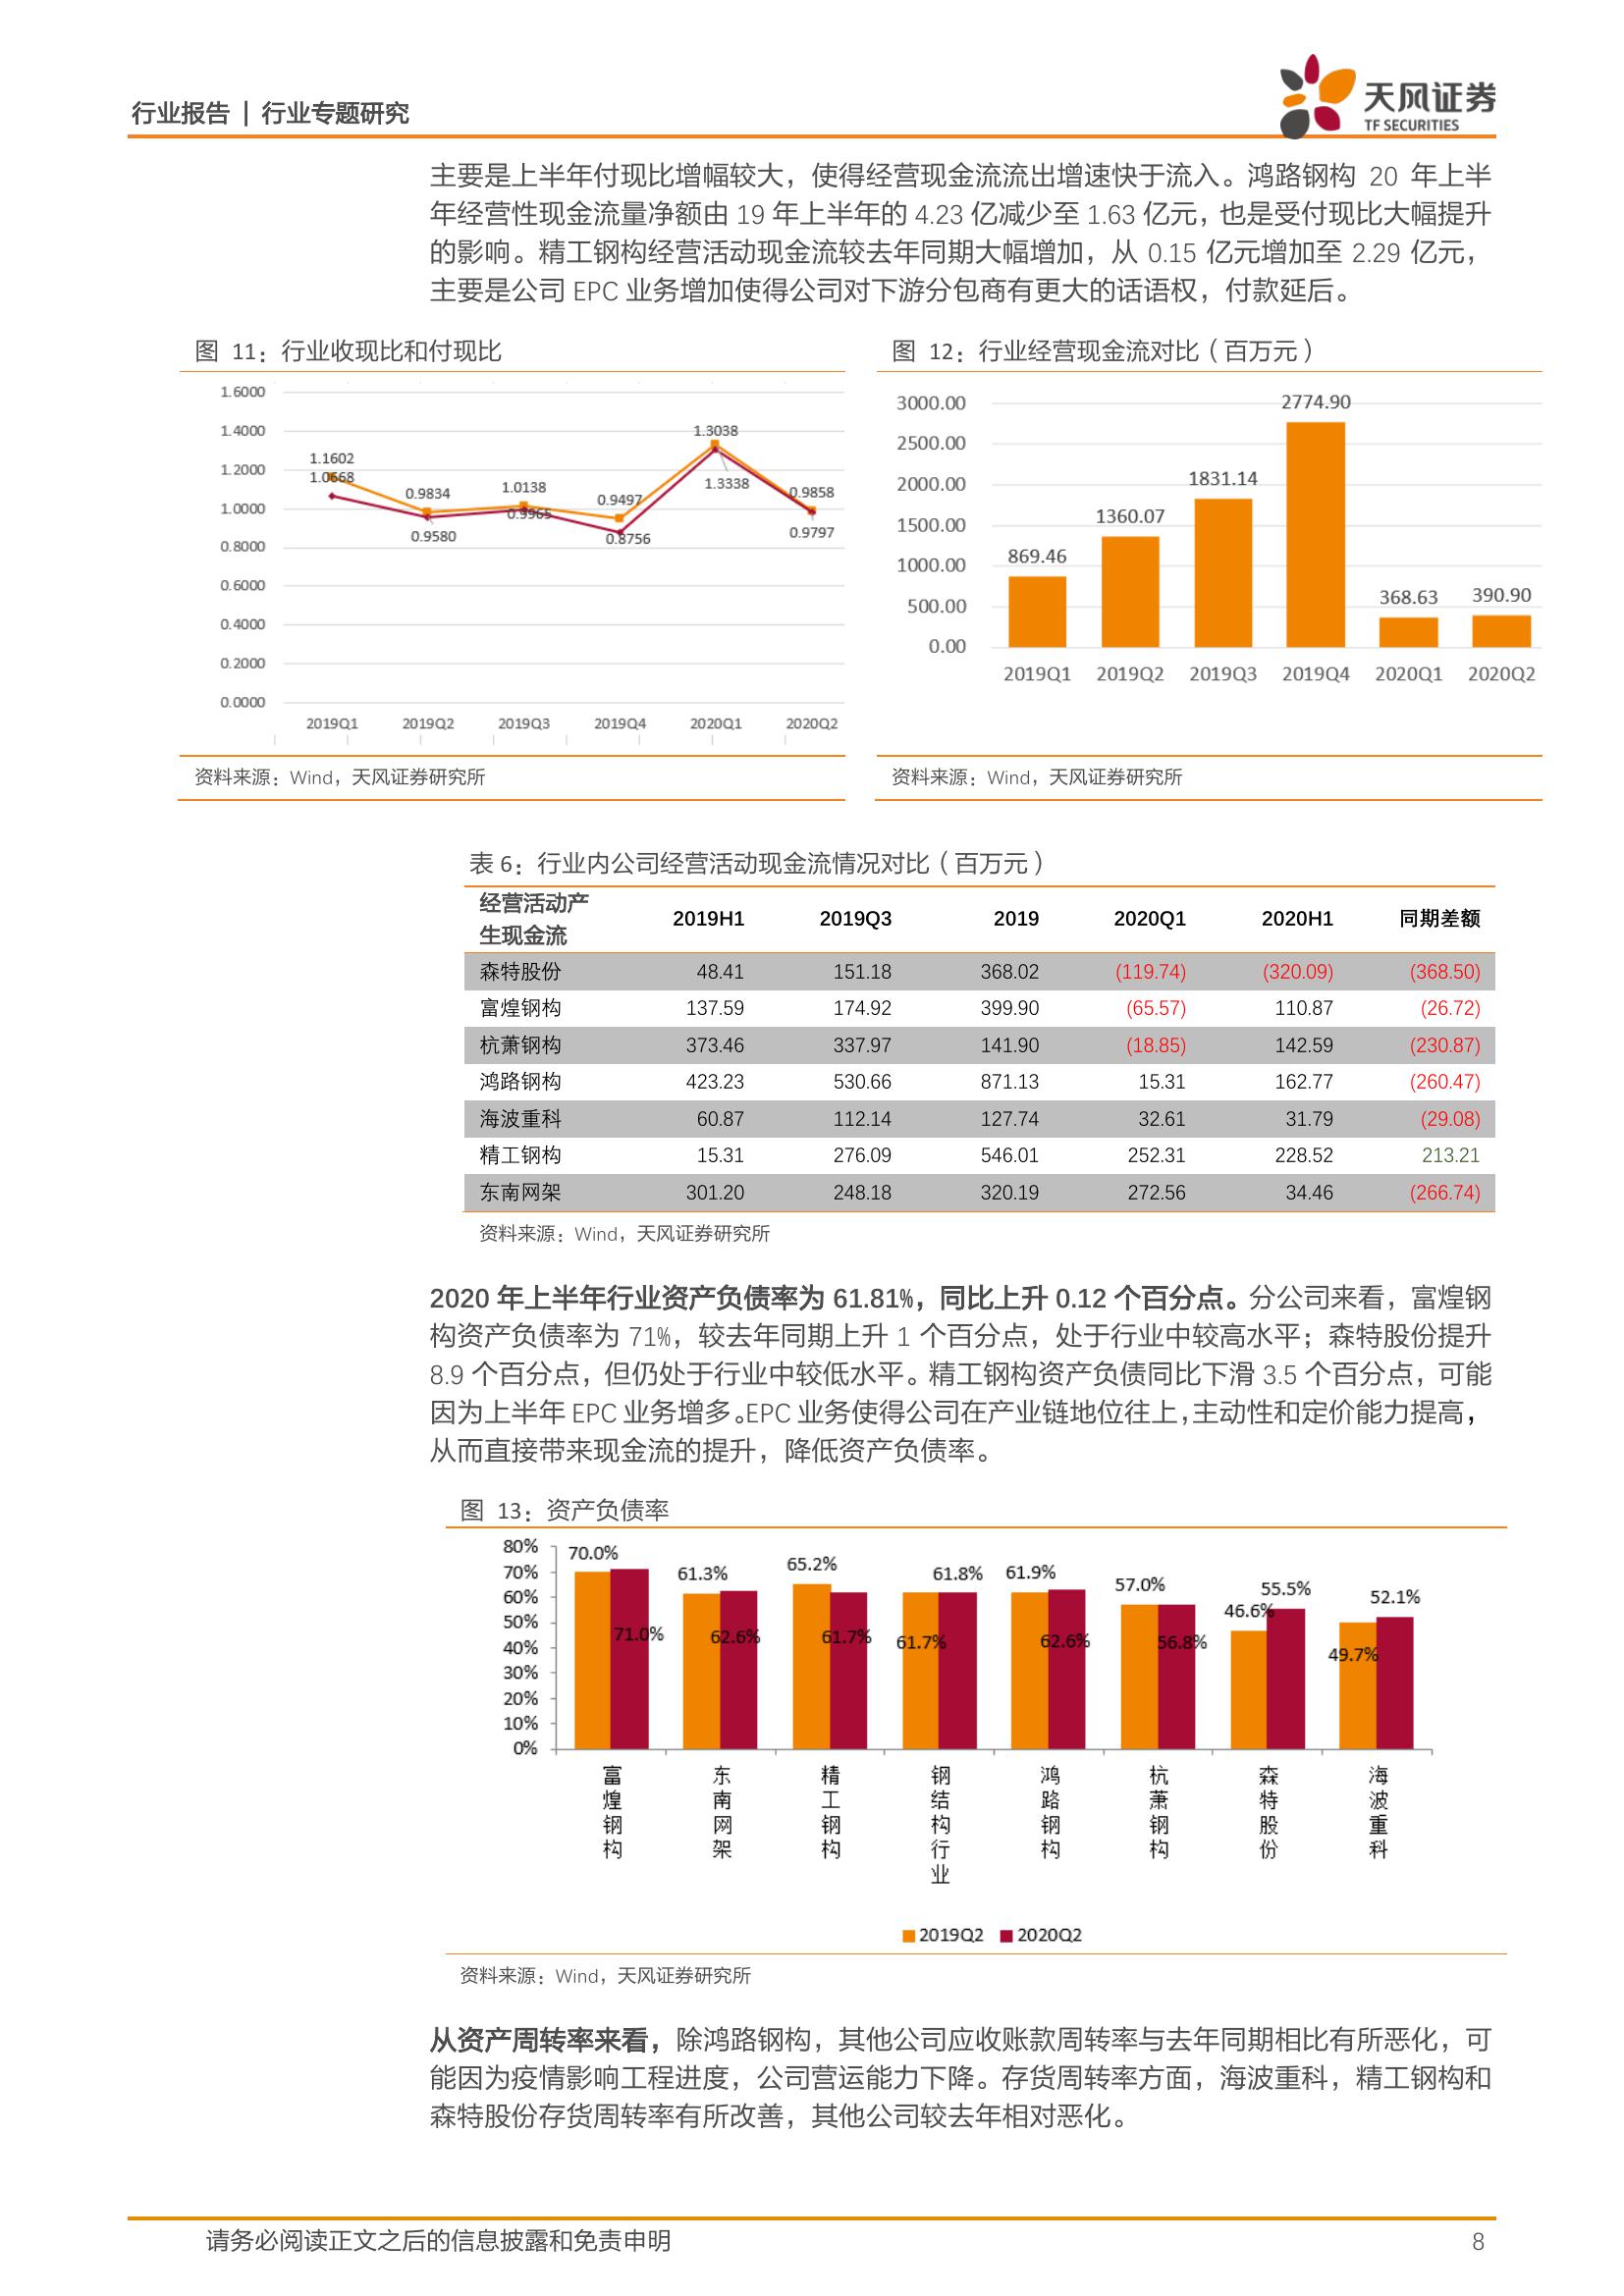 行业报告 | 行业专题研究
天风证券
TF SECURITIES
主要是上半年付现比增幅较大，使得经营现金流流出增速快于流入。鸿路钢构 20 年上半
年经营性现金流量净额由 19 年上半年的 4.23 亿减少至 1.63 亿元，也是受付现比大幅提升
的影响。精工钢构经营活动现金流较去年同期大幅增加，从 0.15 亿元增加至 2.29 亿元，
主要是公司 EPC 业务增加使得公司对下游分包商有更大的话语权，付款延后。
图 11：行业收现比和付现比
1.6000
1.4000
1.2000
1.0000
0.8000
0.6000
0.4000
0.2000
0.0000
1.1602
1.0668
0.9834
0.9580
1.0138
0.9965
0.9497
0.8756
1.3038
1.3338
0.9858
0.9797
2019Q1 2019Q2 2019Q3 2019Q4 2020Q1 2020Q2
资料来源：Wind，天风证券研究所
图 12：行业经营现金流对比（百万元）
3000.00
2500.00
2000.00
1500.00
1000.00
500.00
0.00
869.46
1360.07
1831.14
2774.90
368.63
390.90
2019Q1 2019Q2 2019Q3 2019Q4 2020Q1 2020Q2
资料来源：Wind，天风证券研究所
表 6：行业内公司经营活动现金流情况对比（百万元）
经营活动产
生现金流 2019H1 2019Q3 2019 2020Q1 2020H1 同期差额
森特股份 48.41 151.18 368.02 (119.74) (320.09) (368.50)
富煌钢构 137.59 174.92 399.90 (65.57) 110.87 (26.72)
杭萧钢构 373.46 337.97 141.90 (18.85) 142.59 (230.87)
鸿路钢构 423.23 530.66 871.13 15.31 162.77 (260.47)
海波重科 60.87 112.14 127.74 32.61 31.79 (29.08)
精工钢构 15.31 276.09 546.01 252.31 228.52 213.21
东南网架 301.20 248.18 320.19 272.56 34.46 (266.74)
资料来源：Wind，天风证券研究所
2020 年上半年行业资产负债率为 61.81%，同比上升 0.12 个百分点。分公司来看，富煌钢
构资产负债率为 71%，较去年同期上升 1 个百分点，处于行业中较高水平；森特股份提升
8.9 个百分点，但仍处于行业中较低水平。精工钢构资产负债同比下滑 3.5 个百分点，可能
因为上半年 EPC 业务增多。EPC 业务使得公司在产业链地位往上，主动性和定价能力提高，
从而直接带来现金流的提升，降低资产负债率。
图 13：资产负债率
80%
70%
60%
50%
40%
30%
20%
10%
0%
70.0%
71.0%
61.3%
62.6%
65.2%
61.7%
61.7%
61.8%
61.9%
62.6%
57.0%
56.8%
46.6%
55.5%
49.7%
52.1%
富煌钢构
东南网架
精工钢构
钢结构行业
鸿路钢构
杭萧钢构
森特股份
海波重科
2019Q2 2020Q2
资料来源：Wind，天风证券研究所
从资产周转率来看，除鸿路钢构，其他公司应收账款周转率与去年同期相比有所恶化，可
能因为疫情影响工程进度，公司营运能力下降。存货周转率方面，海波重科，精工钢构和
森特股份存货周转率有所改善，其他公司较去年相对恶化。
请务必阅读正文之后的信息披露和免责申明
8